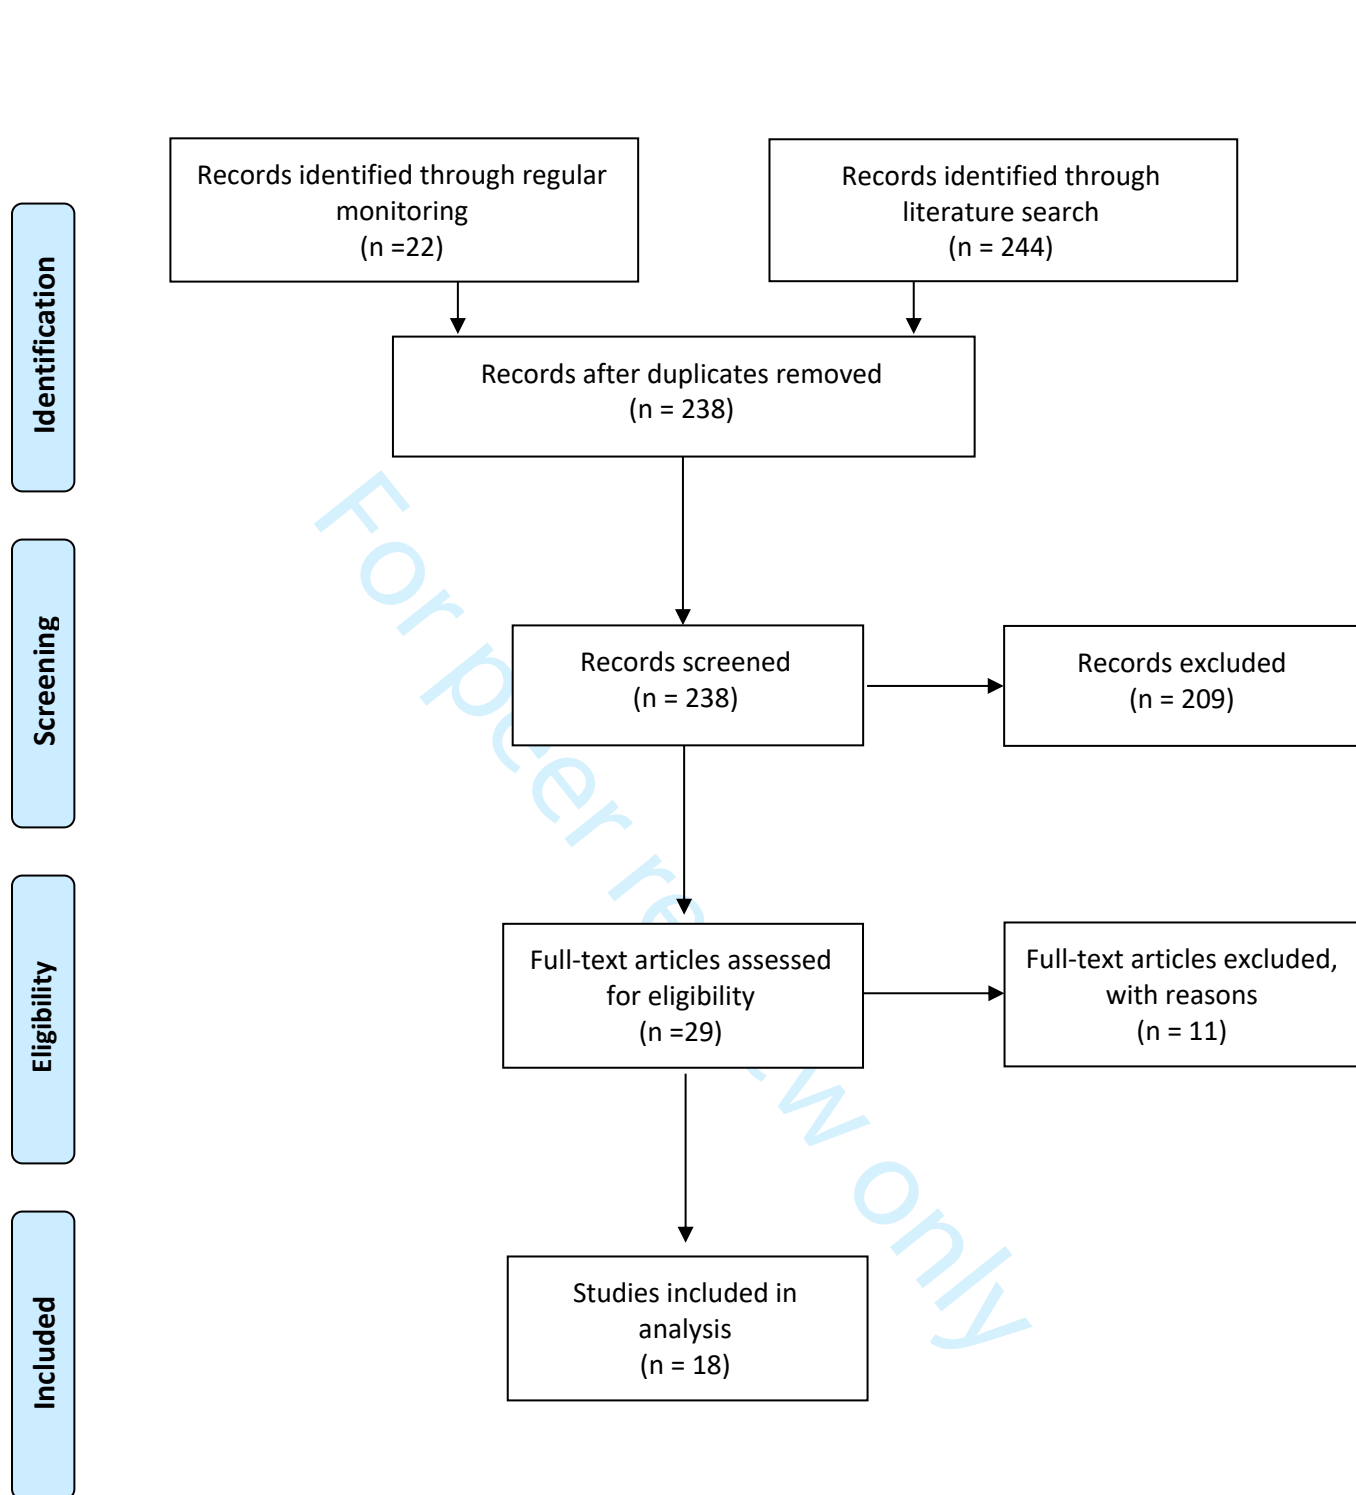 Records identified through regular
monitoring
(n =22)
Records identified through
literature search
(n = 244)
Identification
Records after duplicates removed
(n = 238)
Screening
Records screened
(n = 238)
Records excluded
(n = 209)
Eligibility
Full-text articles assessed
for eligibility
(n =29)
Full-text articles excluded,
with reasons
(n = 11)
Included
Studies included in
analysis
(n = 18)
For peer review only